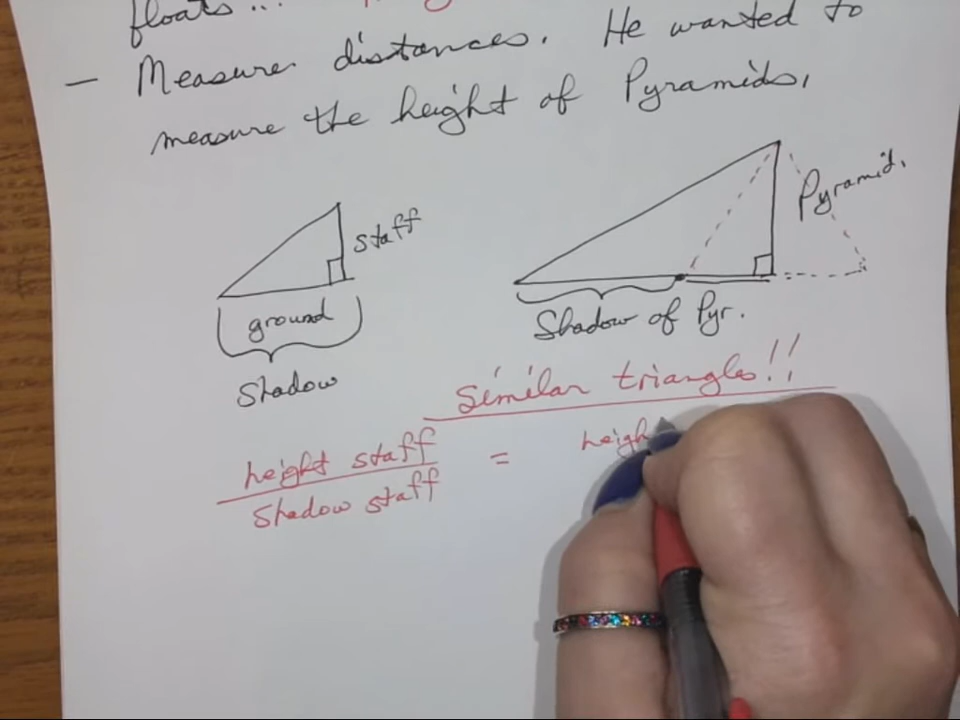 floats...
- Measure distances. He wanted to
measure the height of Pyramids.
staff
Pyramid.
ground
Shadow of Pyr.
Shadow
Similar triangles!!
height staff = heigh
Shadow staff